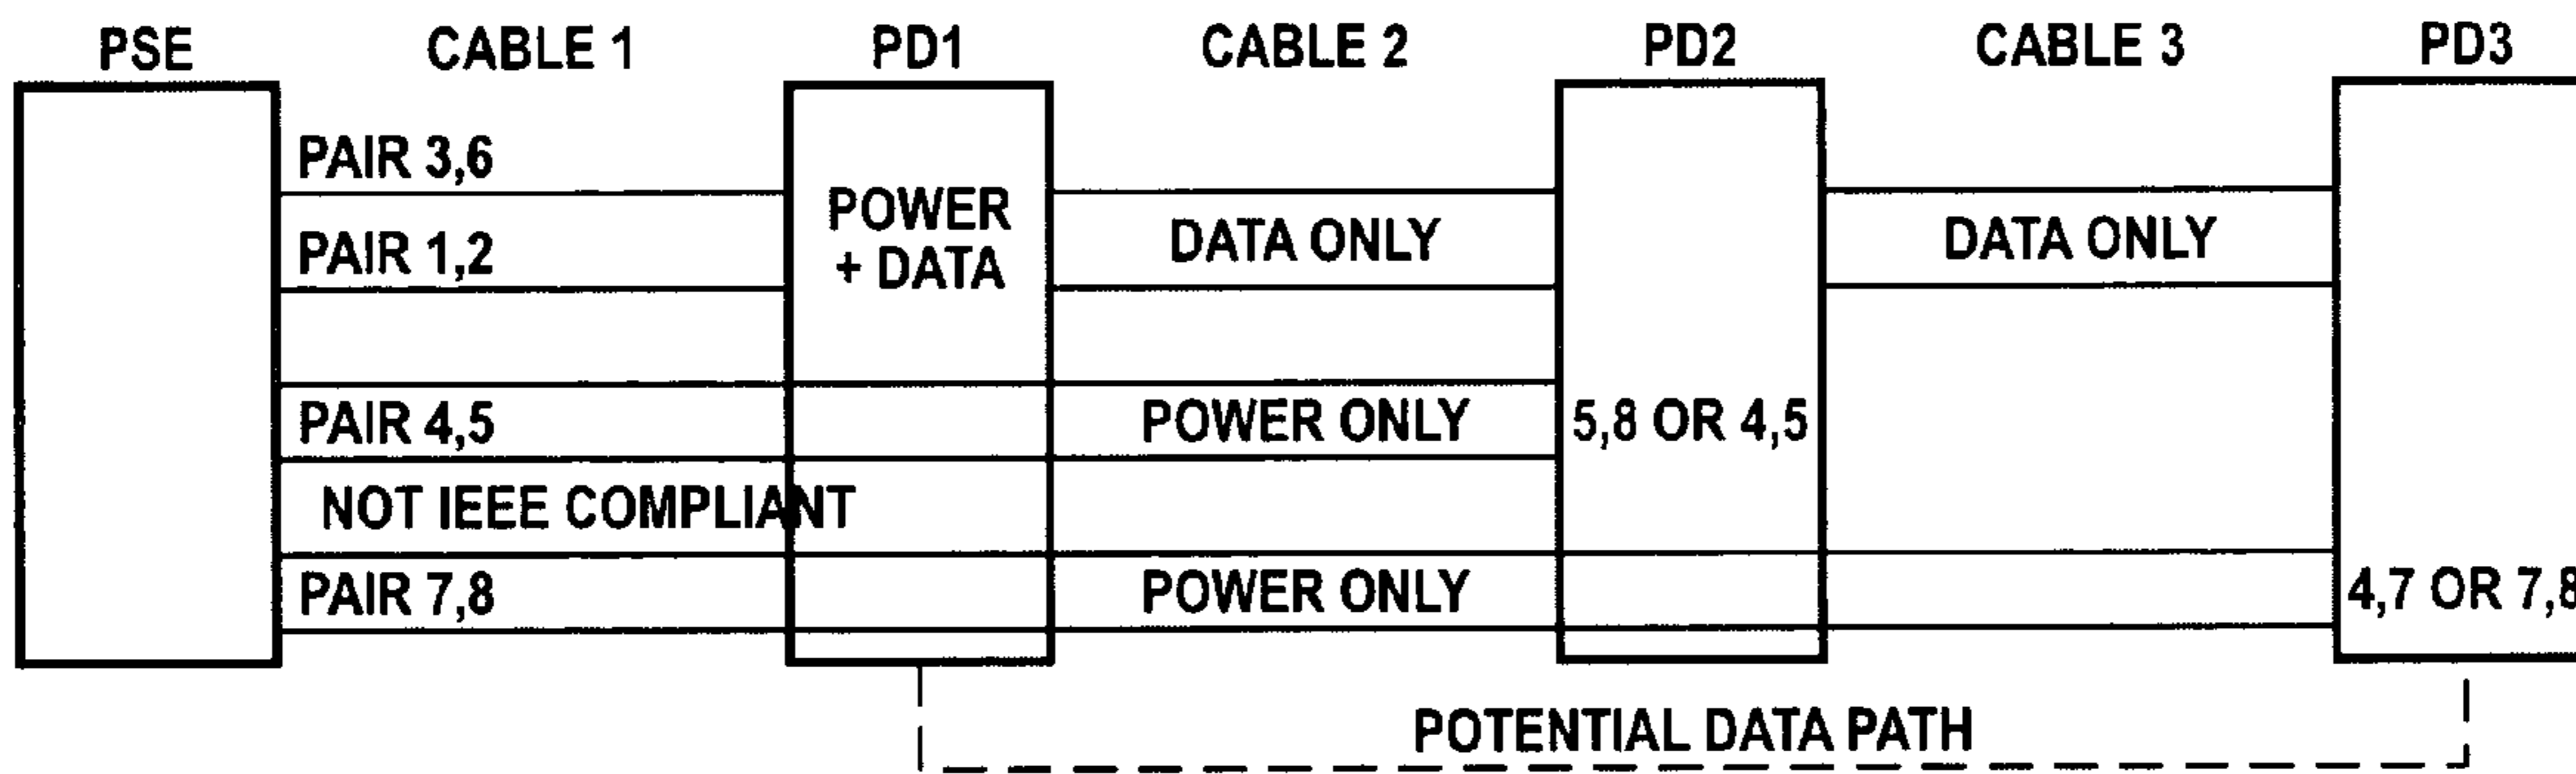 PSE CABLE 1 PD1 CABLE 2 PD2 CABLE 3 PD3
PAIR 3,6
POWER
+ DATA
DATA ONLY
DATA ONLY
PAIR 1,2
PAIR 4,5
POWER ONLY
5,8 OR 4,5
NOT IEEE COMPLIANT
PAIR 7,8
POWER ONLY
4,7 OR 7,8
POTENTIAL DATA PATH